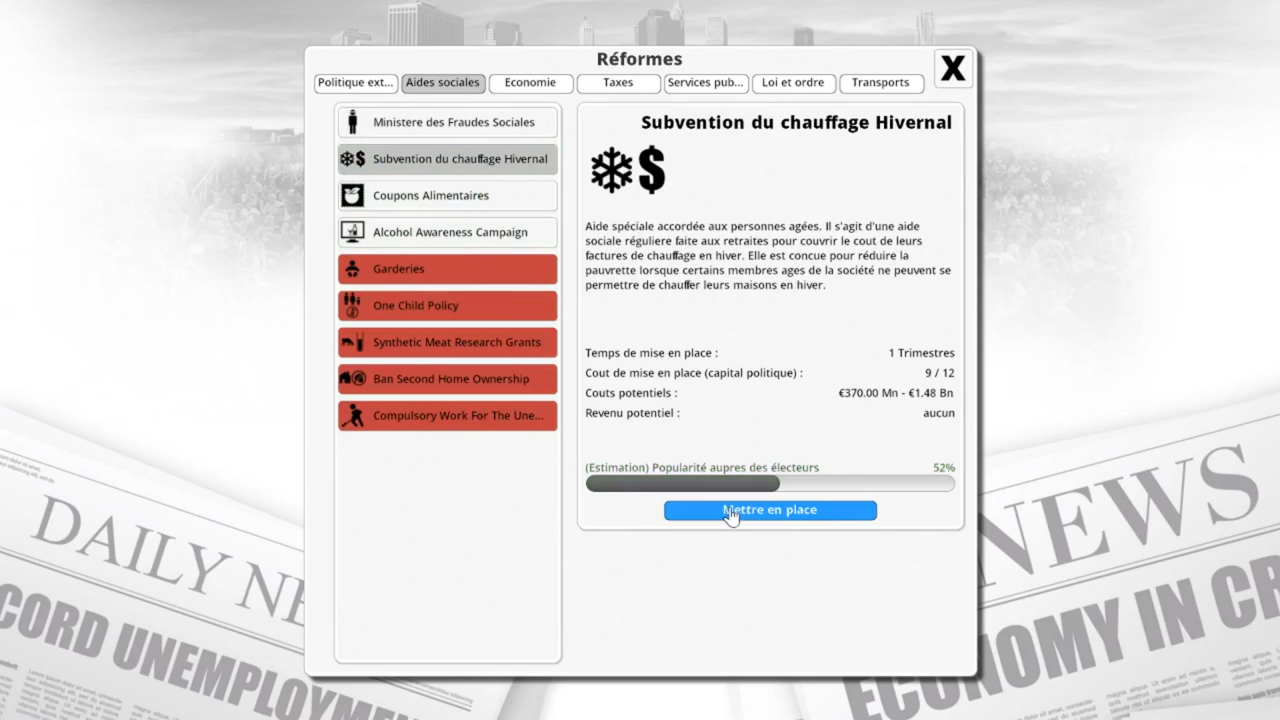 Réformes
X
Politique ext...
Aides sociales
Economie
Taxes
Services pub...
Loi et ordre
Transports
Ministere des Fraudes Sociales
Subvention du chauffage Hivernal
Coupons Alimentaires
Alcohol Awareness Campaign
Garderies
One Child Policy
Synthetic Meat Research Grants
Ban Second Home Ownership
Compulsory Work For The Une...
Subvention du chauffage Hivernal
Aide spéciale accordée aux personnes agées. Il s'agit d'une aide
sociale réguliere faite aux retraites pour couvrir le cout de leurs
factures de chauffage en hiver. Elle est concue pour réduire la
pauvrette lorsque certains membres ages de la société ne peuvent se
permettre de chauffer leurs maisons en hiver.
Temps de mise en place : 1 Trimestres
Cout de mise en place (capital politique) : 9 / 12
Couts potentiels : €370.00 Mn - €1.48 Bn
Revenu potentiel : aucun
(Estimation) Popularité aupres des électeurs 52%
Mettre en place
DAILY NE
CORD UNEMPLOYM
NEWS
ECONOMY IN CR